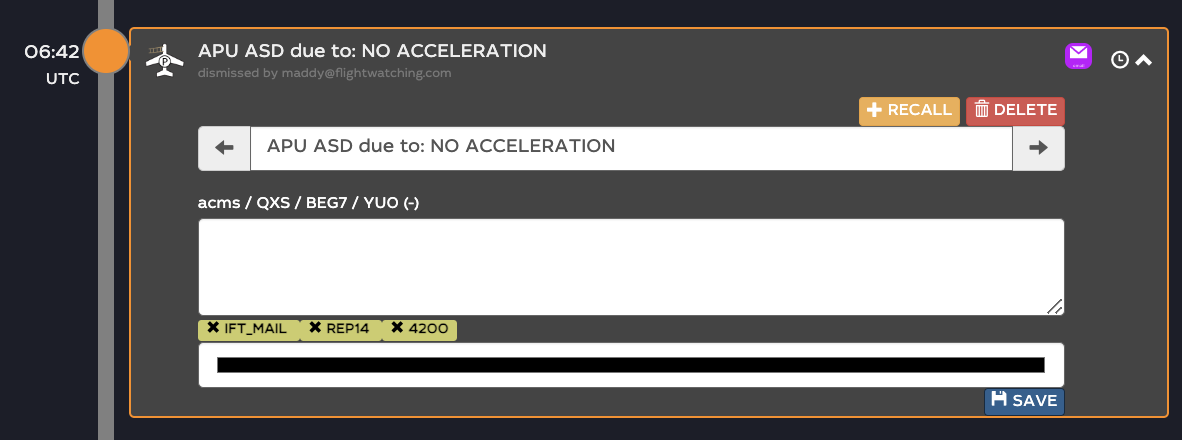 06:42
UTC
APU ASD due to: NO ACCELERATION
dismissed by maddy@flightwatching.com
RECALL
DELETE
APU ASD due to: NO ACCELERATION
acms / QXS / BEG7 / YU0 (-)
IFT_MAIL
REP14
4200
SAVE